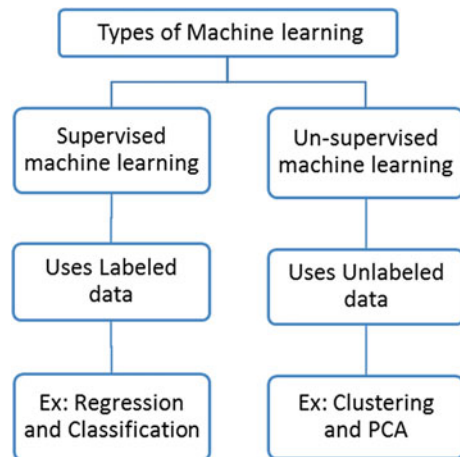 Types of Machine learning
Supervised
machine learning
Un-supervised
machine learning
Uses Labeled
data
Uses Unlabeled
data
Ex: Regression
and Classification
Ex: Clustering
and PCA